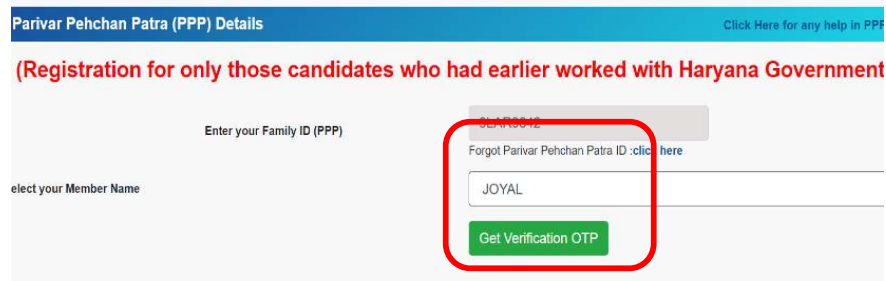 Parivar Pehchan Patra (PPP) Details Click Here for any help in PPP
(Registration for only those candidates who had earlier worked with Haryana Government
Enter your Family ID (PPP)
Forgot Parivar Pehchan Patra ID :click here
elect your Member Name JOYAL
Get Verification OTP